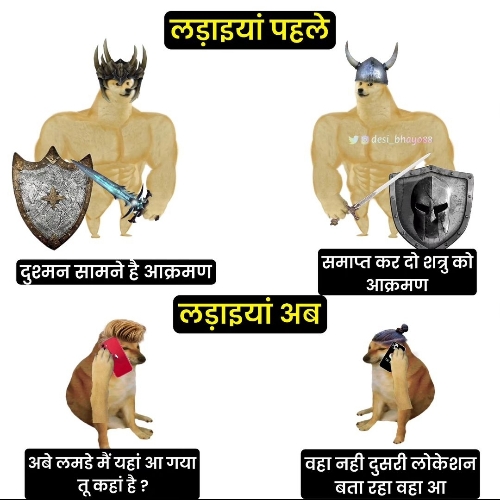 लड़ाइयां पहले
desi_bhayo88
दुश्मन सामने है आक्रमण
समाप्त कर दो शत्रु को
आक्रमण
लड़ाइयां अब
अबे लमडे मैं यहां आ गया
तू कहां है ?
वहा नही दुसरी लोकेशन
बता रहा वहा आ